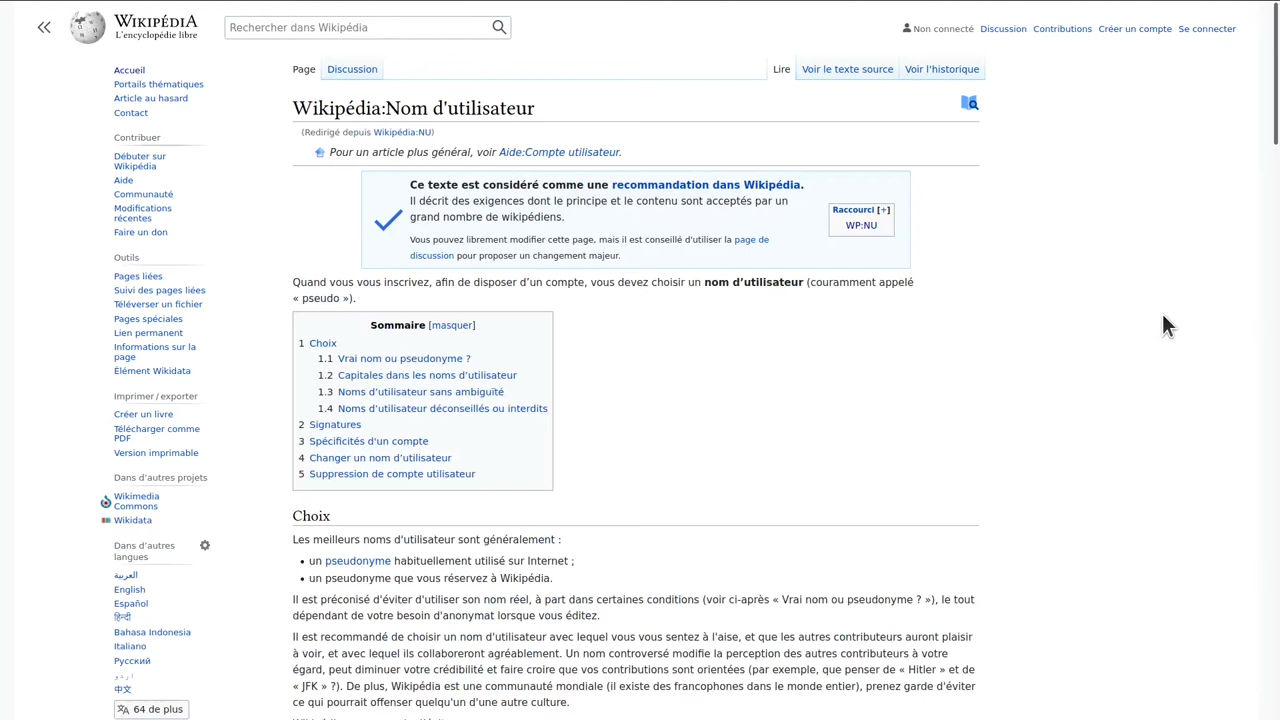 WIKIPÉDIA
L'encyclopédie libre
Rechercher dans Wikipédia
Non connecté Discussion Contributions Créer un compte Se connecter
Accueil
Portails thématiques
Article au hasard
Contact
Contribuer
Débuter sur
Wikipédia
Aide
Communauté
Modifications
récentes
Faire un don
Outils
Pages liées
Suivi des pages liées
Téléverser un fichier
Pages spéciales
Lien permanent
Informations sur la
page
Élément Wikidata
Imprimer / exporter
Créer un livre
Télécharger comme
PDF
Version imprimable
Dans d'autres projets
Wikimedia
Commons
Wikidata
Dans d'autres
langues
العربية
English
Español
हिन्दी
Bahasa Indonesia
Italiano
Русский
اردو
中文
64 de plus
Page Discussion Lire Voir le texte source Voir l'historique
Wikipédia:Nom d'utilisateur
(Redirigé depuis Wikipédia:NU)
Pour un article plus général, voir Aide:Compte utilisateur.
Ce texte est considéré comme une recommandation dans Wikipédia.
Il décrit des exigences dont le principe et le contenu sont acceptés par un
grand nombre de wikipédiens.
Vous pouvez librement modifier cette page, mais il est conseillé d'utiliser la page de
discussion pour proposer un changement majeur.
Raccourci [+]
WP:NU
Quand vous vous inscrivez, afin de disposer d’un compte, vous devez choisir un nom d’utilisateur (couramment appelé
« pseudo »).
Sommaire [masquer]
1 Choix
1.1 Vrai nom ou pseudonyme ?
1.2 Capitales dans les noms d’utilisateur
1.3 Noms d’utilisateur sans ambiguïté
1.4 Noms d’utilisateur déconseillés ou interdits
2 Signatures
3 Spécificités d'un compte
4 Changer un nom d’utilisateur
5 Suppression de compte utilisateur
Choix
Les meilleurs noms d'utilisateur sont généralement :
• un pseudonyme habituellement utilisé sur Internet ;
• un pseudonyme que vous réservez à Wikipédia.
Il est préconisé d'éviter d'utiliser son nom réel, à part dans certaines conditions (voir ci-après « Vrai nom ou pseudonyme ? »), le tout
dépendant de votre besoin d'anonymat lorsque vous éditez.
Il est recommandé de choisir un nom d'utilisateur avec lequel vous vous sentez à l'aise, et que les autres contributeurs auront plaisir
à voir, et avec lequel ils collaboreront agréablement. Un nom controversé modifie la perception des autres contributeurs à votre
égard, peut diminuer votre crédibilité et faire croire que vos contributions sont orientées (par exemple, que penser de « Hitler » et de
« JFK » ?). De plus, Wikipédia est une communauté mondiale (il existe des francophones dans le monde entier), prenez garde d'éviter
ce qui pourrait offenser quelqu'un d'une autre culture.